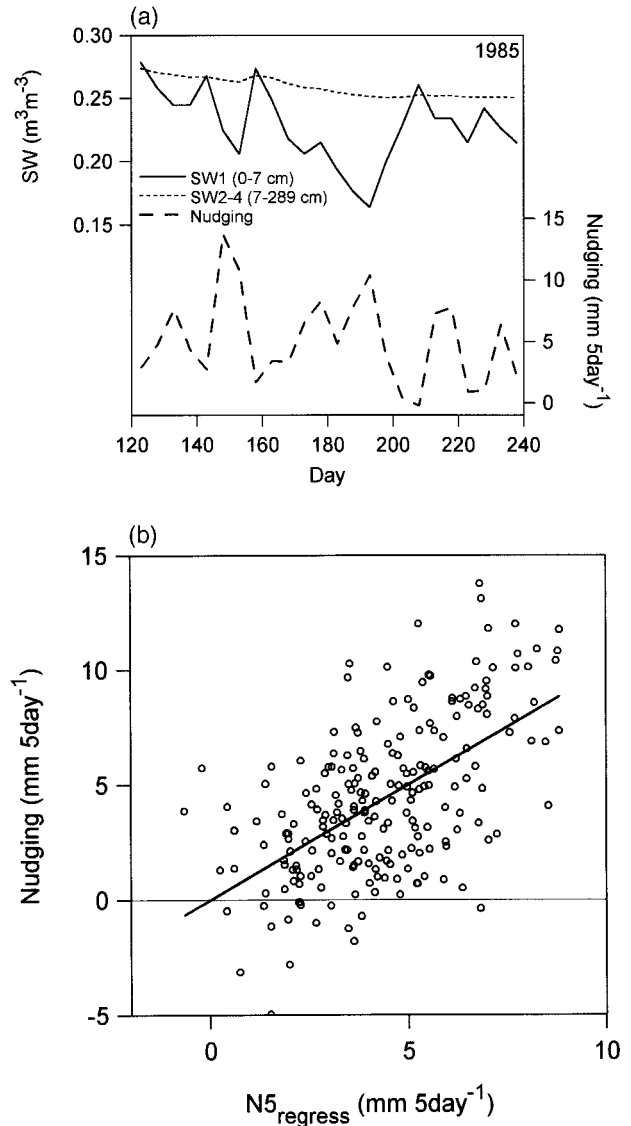 (a)
1985
0.30
0.25
0.20
0.15
SW (m³m⁻³)
SW1 (0-7 cm)
SW2-4 (7-289 cm)
Nudging
15
10
5
0
Nudging (mm 5day⁻¹)
120 140 160 180 200 220 240
Day
(b)
15
10
5
0
-5
Nudging (mm 5day⁻¹)
0 5 10
N5regress (mm 5day⁻¹)